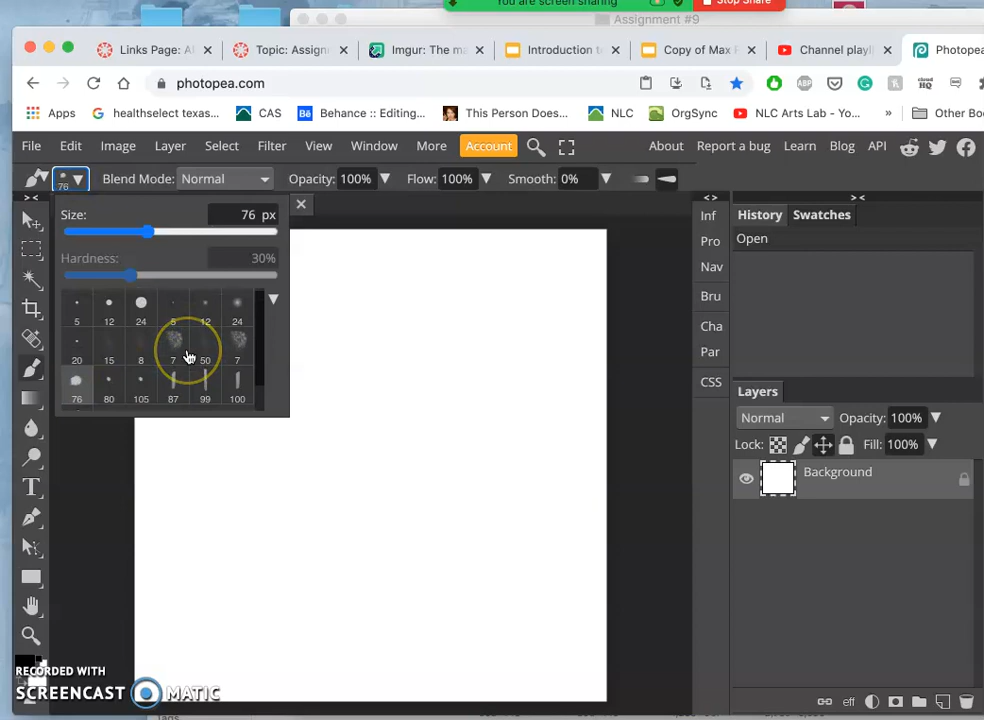 You are screen sharing
Stop Share
Assignment #9
Links Page: Al
Topic: Assign
Imgur: The ma
Introduction t
Copy of Max P
Channel playl
Photopea
photopea.com
Apps
healthselect texas...
CAS
Behance :: Editing...
This Person Does...
NLC
OrgSync
NLC Arts Lab - Yo...
»
Other Bo
File Edit Image Layer Select Filter View Window More Account About Report a bug Learn Blog API
76 Blend Mode: Normal Opacity: 100% Flow: 100% Smooth: 0%
Size: 76 px
Hardness: 30%
5 12 24 5 12 24
20 15 8 7 50 7
76 80 105 87 99 100
Inf
Pro
Nav
Bru
Cha
Par
CSS
History Swatches
Open
Layers
Normal Opacity: 100%
Lock: Fill: 100%
Background
eff
RECORDED WITH
SCREENCAST MATIC